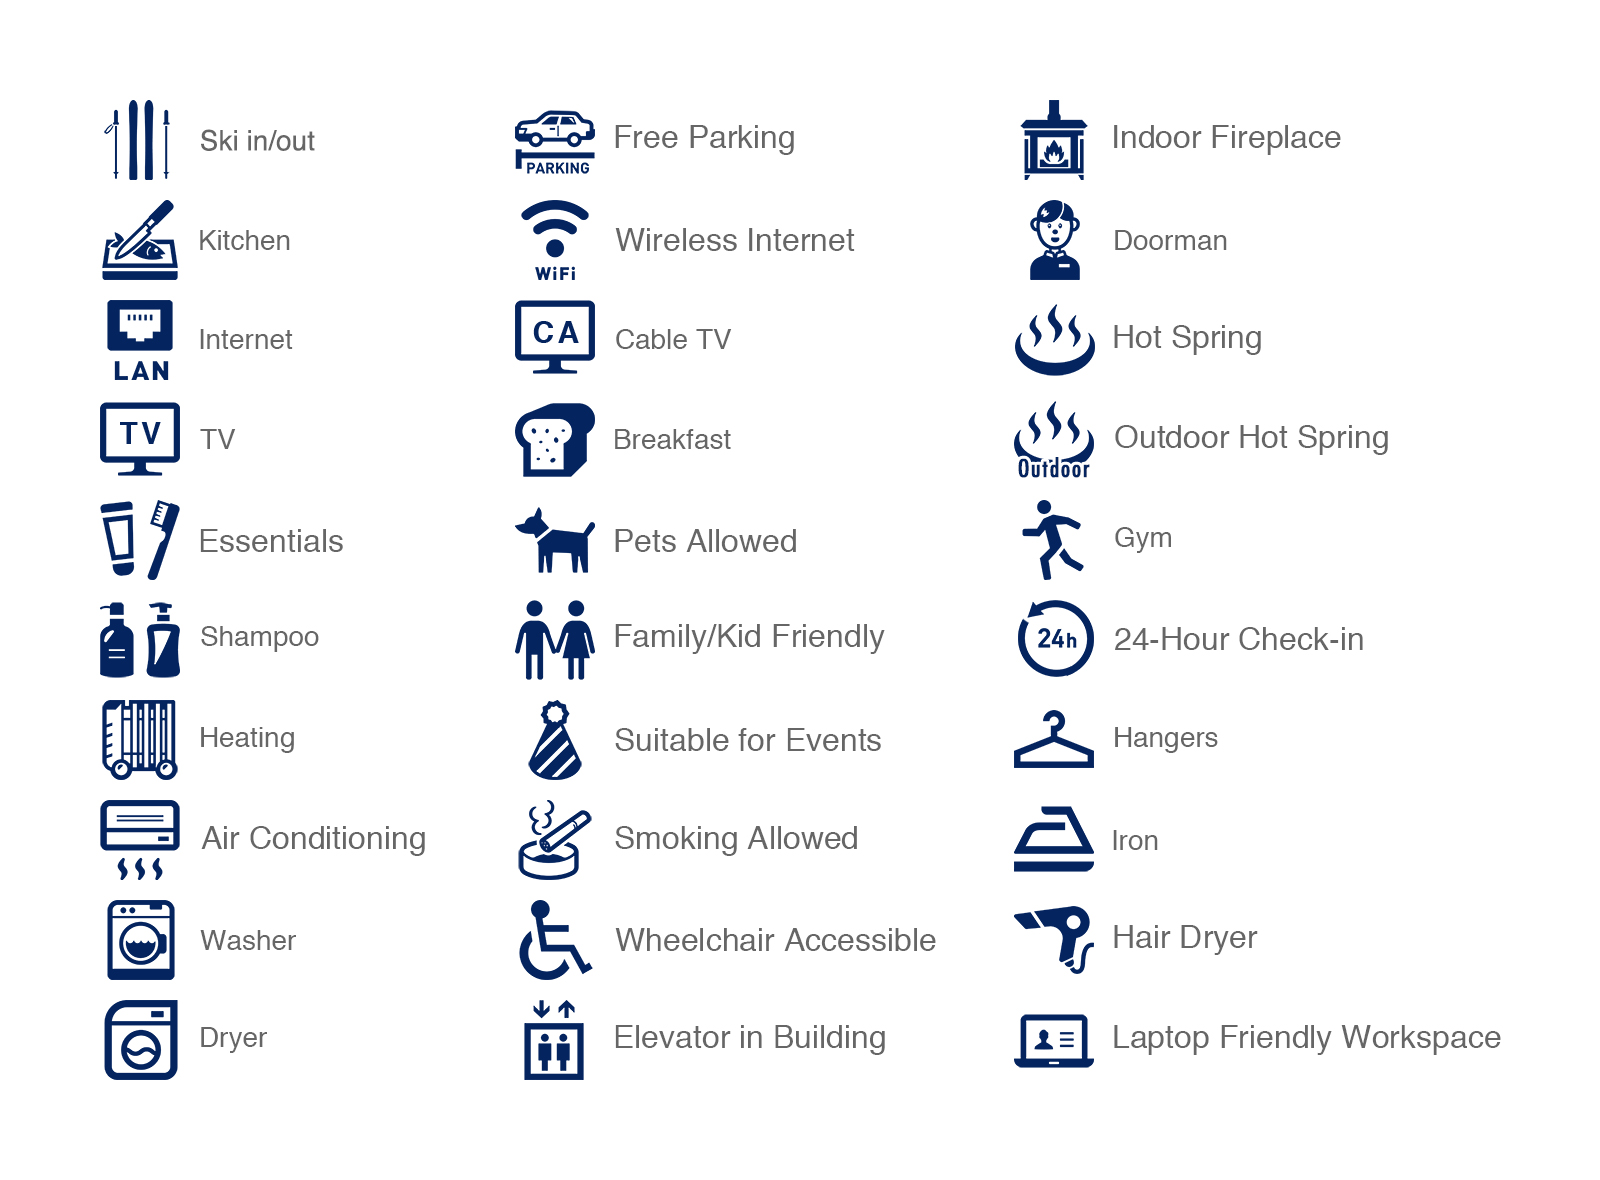 Ski in/out
Kitchen
LAN
Internet
TV
TV
Essentials
Shampoo
Heating
Air Conditioning
Washer
Dryer
PARKING
Free Parking
WiFi
Wireless Internet
CA
Cable TV
Breakfast
Pets Allowed
Family/Kid Friendly
Suitable for Events
Smoking Allowed
Wheelchair Accessible
Elevator in Building
Indoor Fireplace
Doorman
Hot Spring
Outdoor
Outdoor Hot Spring
Gym
24h
24-Hour Check-in
Hangers
Iron
Hair Dryer
Laptop Friendly Workspace